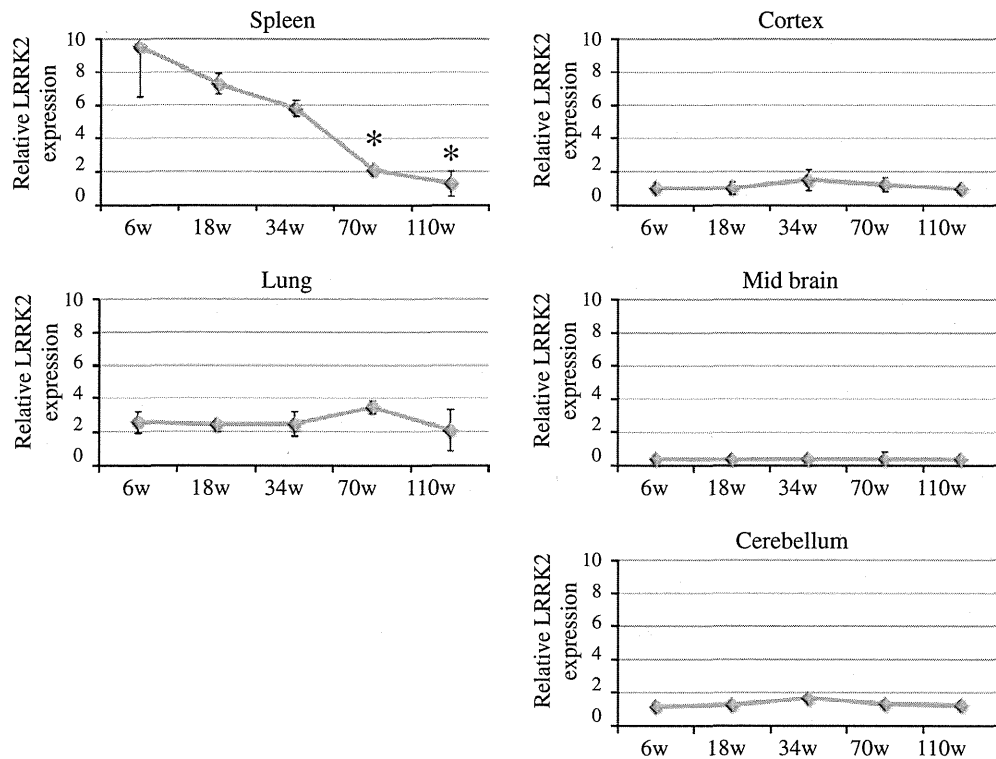 Spleen
Relative LRRK2
expression
10
8
6
4
2
0
*
*
6w 18w 34w 70w 110w
Cortex
Relative LRRK2
expression
10
8
6
4
2
0
6w 18w 34w 70w 110w
Lung
Relative LRRK2
expression
10
8
6
4
2
0
6w 18w 34w 70w 110w
Mid brain
Relative LRRK2
expression
10
8
6
4
2
0
6w 18w 34w 70w 110w
Cerebellum
Relative LRRK2
expression
10
8
6
4
2
0
6w 18w 34w 70w 110w